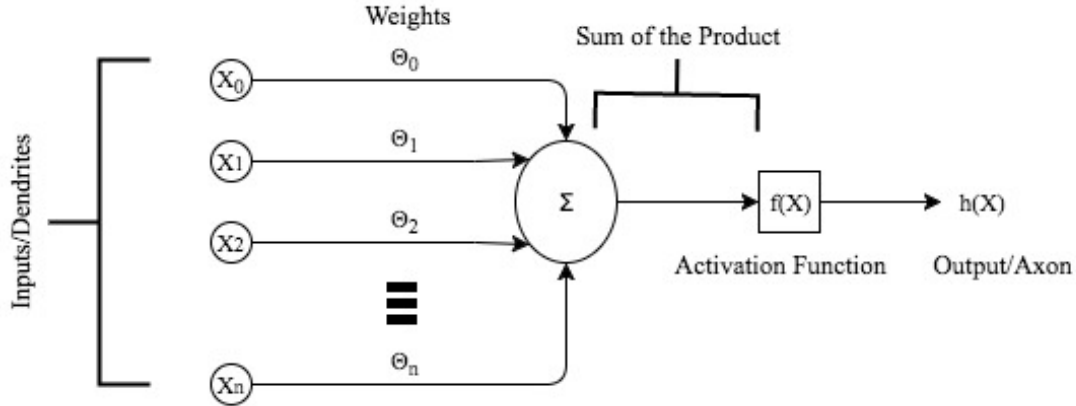 Weights
Sum of the Product
Inputs/Dendrites
X0
Θ0
X1
Θ1
X2
Θ2
Xn
Θn
Σ
f(X)
h(X)
Activation Function
Output/Axon